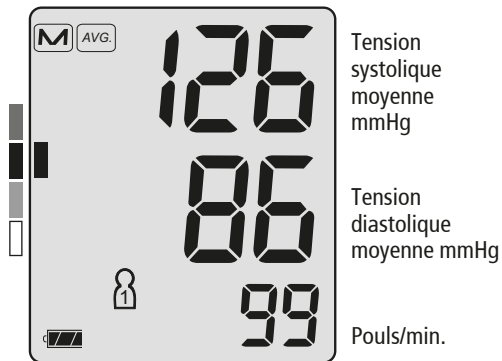 M AVG.
126
Tension
systolique
moyenne
mmHg
86
Tension
diastolique
moyenne mmHg
1
99
Pouls/min.